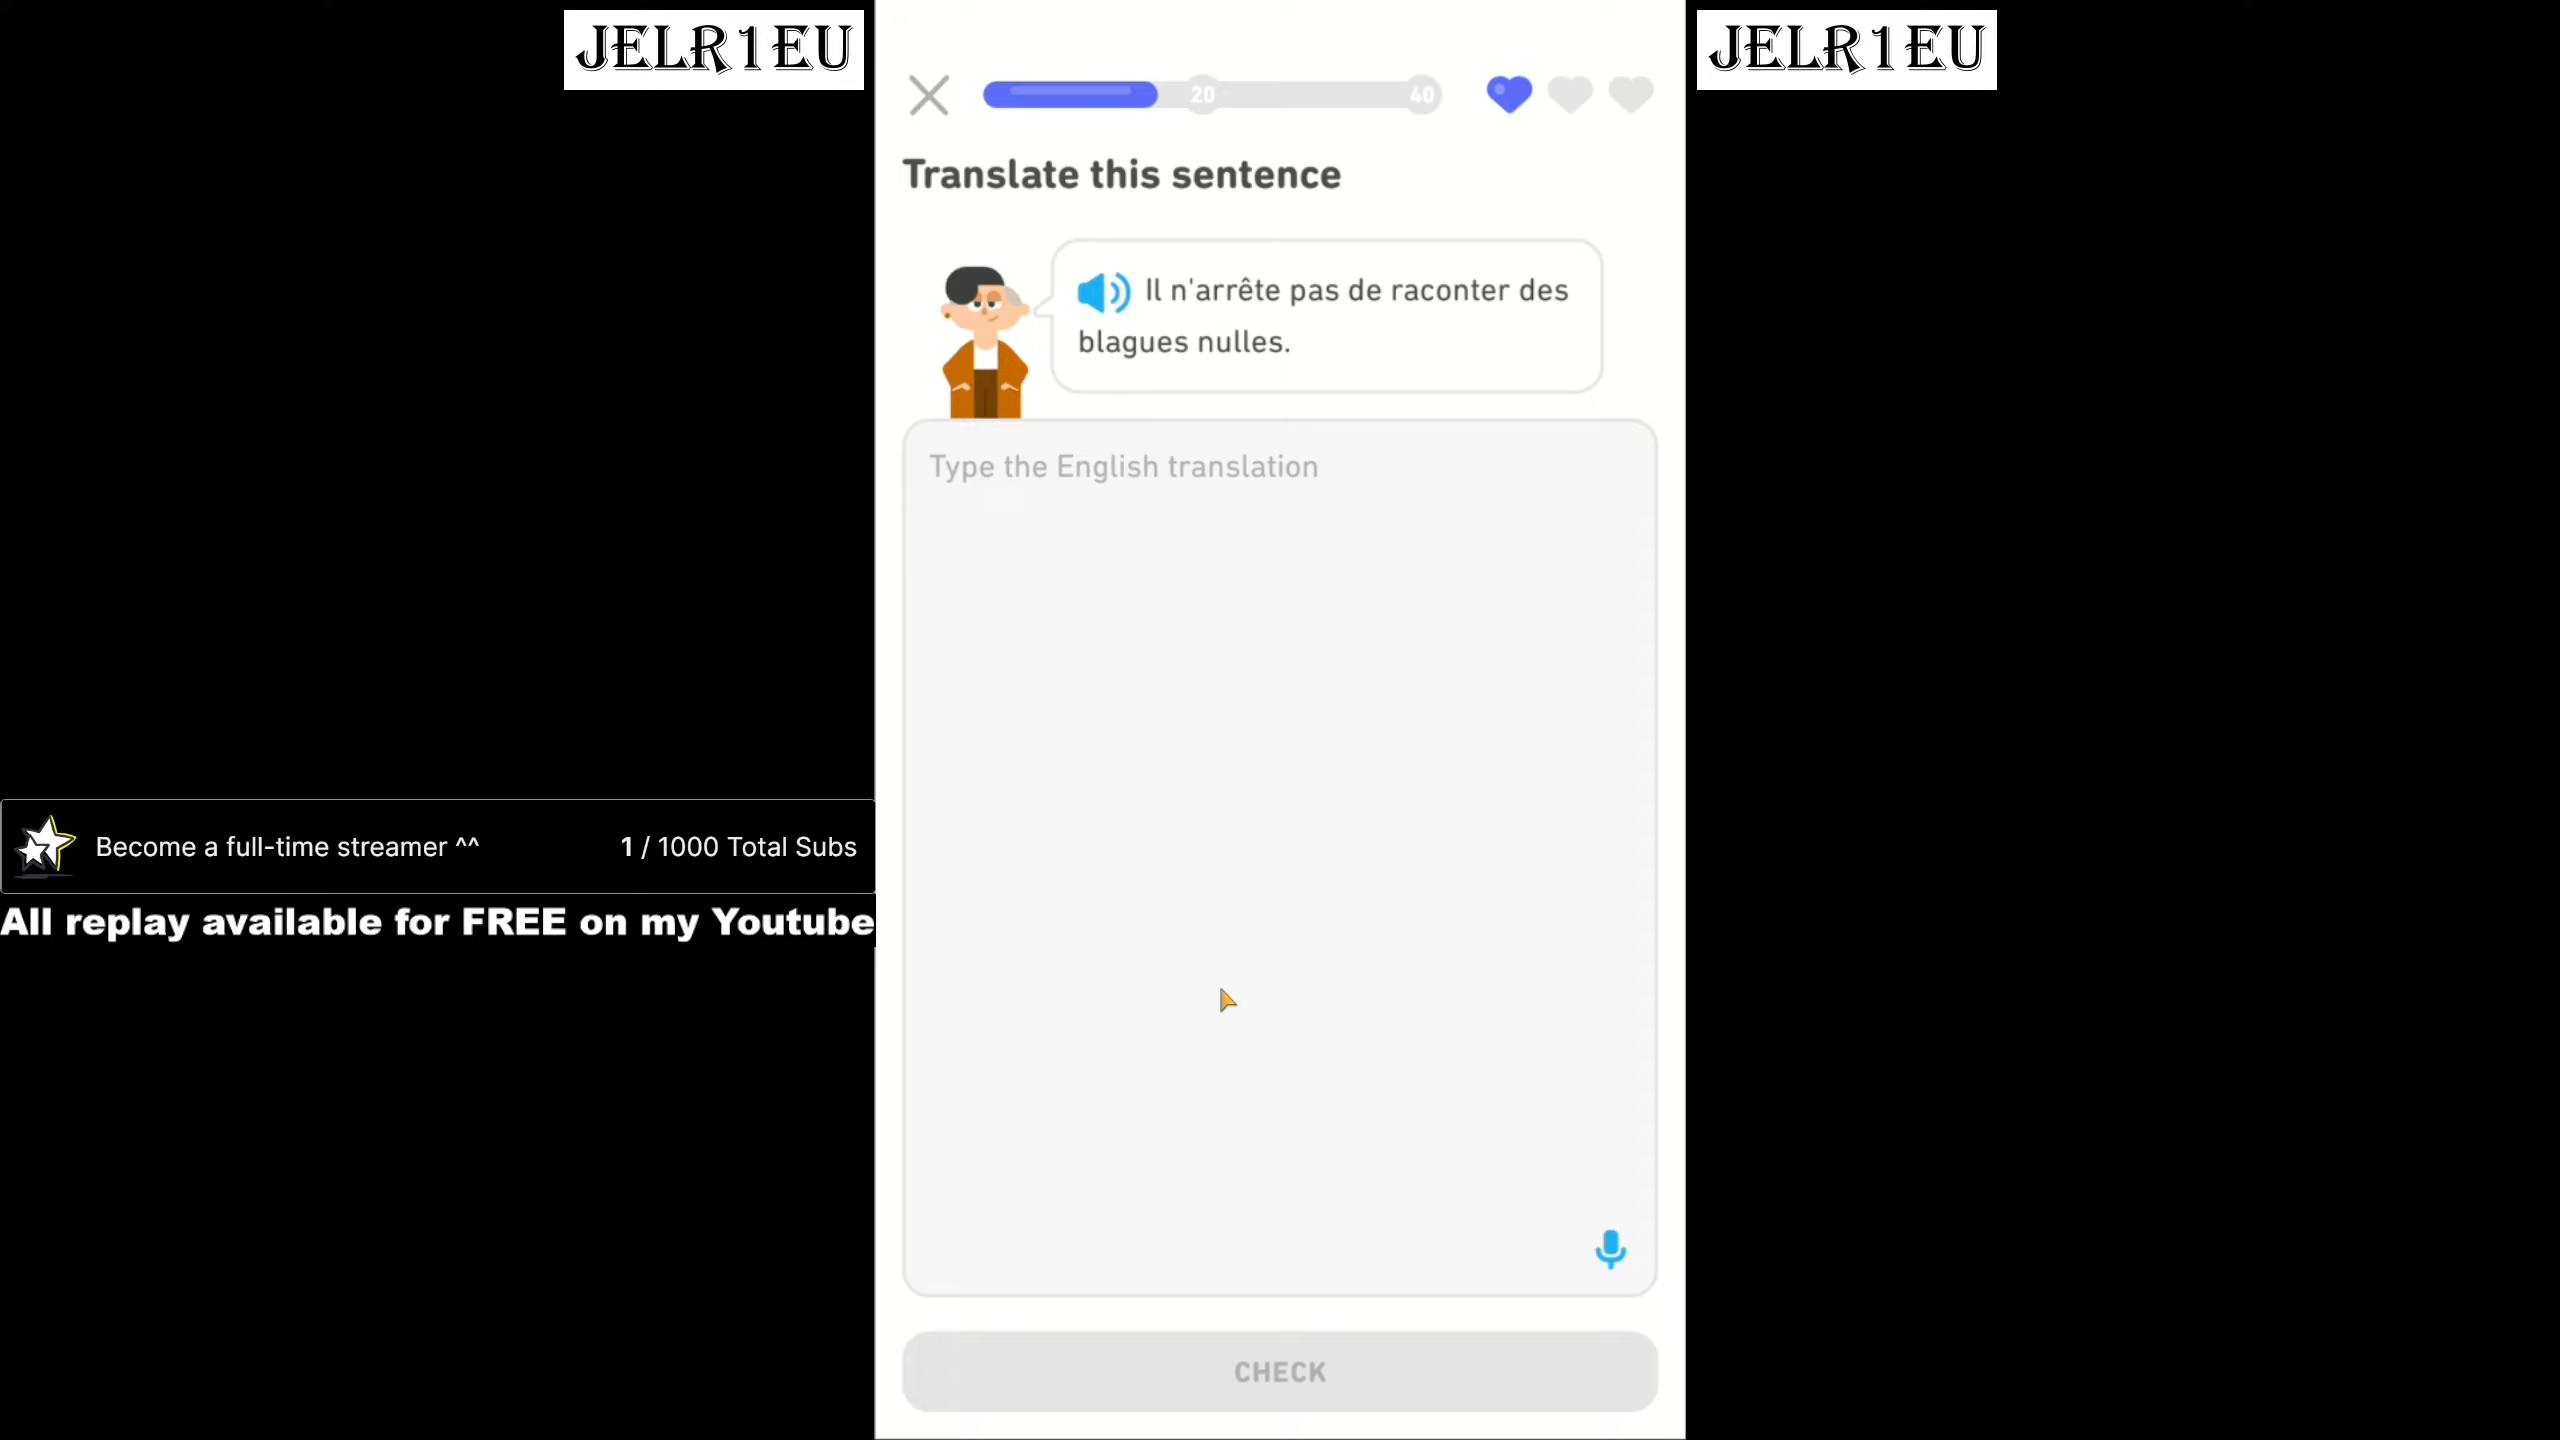 JELR1EU
JELR1EU
20
40
Translate this sentence
Il n'arrête pas de raconter des
blagues nulles.
Type the English translation
Become a full-time streamer ^^
1 / 1000 Total Subs
All replay available for FREE on my Youtube
CHECK